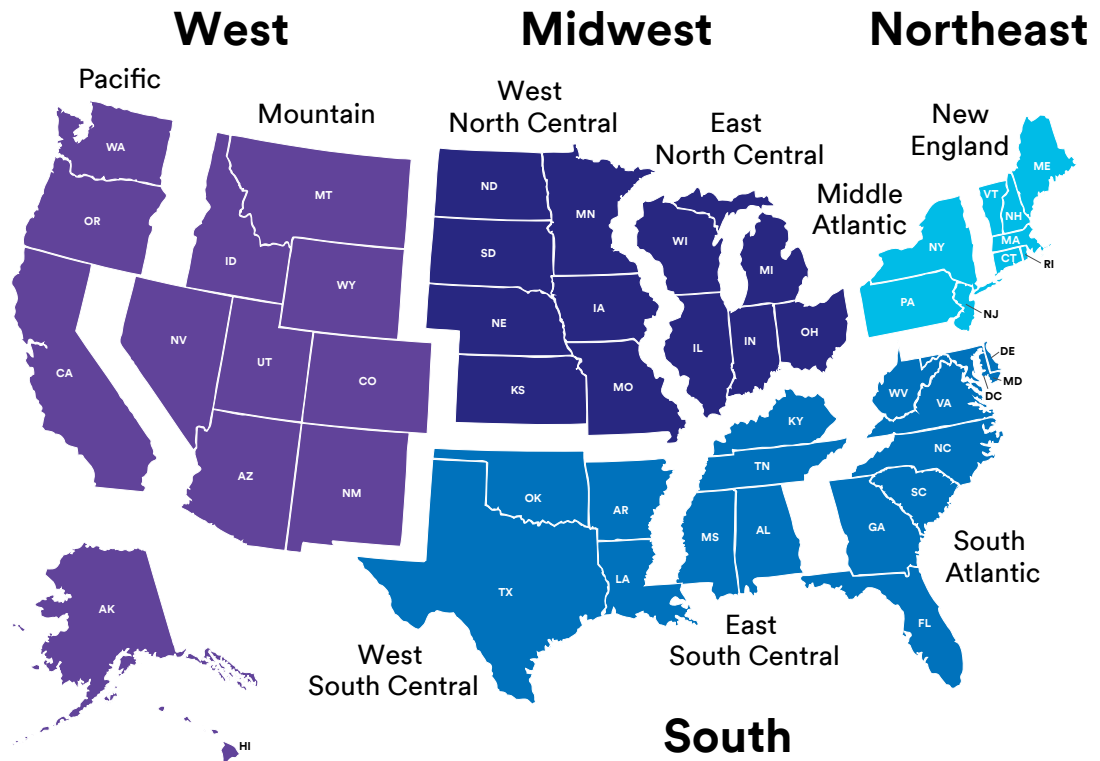 West
Midwest
Northeast
Pacific
Mountain
West
North Central
East
North Central
New
England
Middle
Atlantic
WA
OR
CA
NV
ID
MT
WY
UT
CO
AZ
NM
AK
HI
ND
SD
NE
KS
MN
IA
MO
WI
MI
IL
IN
OH
ME
VT
NH
MA
CT
RI
NY
PA
NJ
DE
MD
DC
WV
VA
NC
SC
GA
FL
KY
TN
MS
AL
OK
AR
TX
LA
South
Atlantic
East
South Central
West
South Central
South